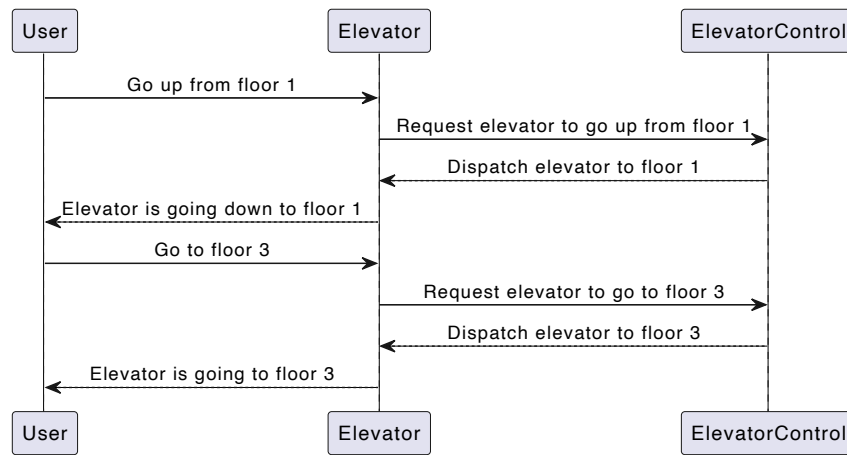 User Elevator ElevatorControl
Go up from floor 1
Request elevator to go up from floor 1
Dispatch elevator to floor 1
Elevator is going down to floor 1
Go to floor 3
Request elevator to go to floor 3
Dispatch elevator to floor 3
Elevator is going to floor 3
User Elevator ElevatorControl